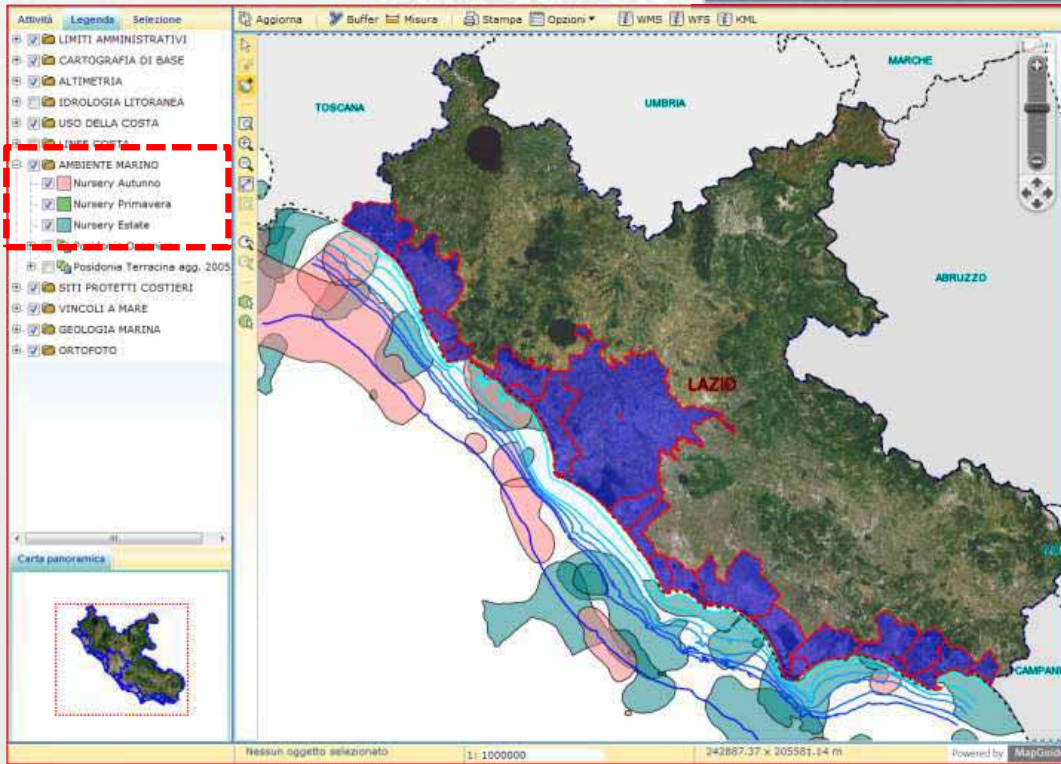 Attività Legenda Selezione
Aggiorna Buffer Misura Stampa Opzioni WMS WFS KML
LIMITI AMMINISTRATIVI
CARTOGRAFIA DI BASE
ALTIMETRIA
IDROLOGIA LITORANEA
USO DELLA COSTA
LINEE COSTA
AMBIENTE MARINO
Nursery Autunno
Nursery Primavera
Nursery Estate
Posidonia
Posidonia Terracina agg. 2005
SITI PROTETTI COSTIERI
VINCOLI A MARE
GEOLOGIA MARINA
ORTOFOTO
Carta panoramica
TOSCANA
UMBRIA
MARCHE
ABRUZZO
LAZIO
CAMPANI
Nessun oggetto selezionato
1: 1000000
242887.37 x 205581.14 m
Powered by MapGuide